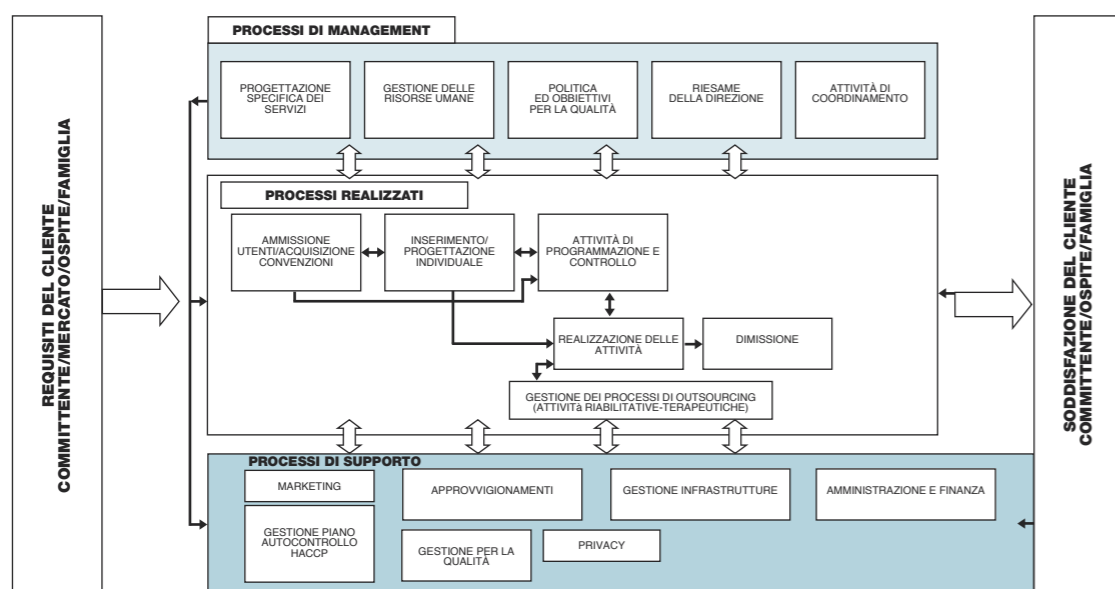 REQUISITI DEL CLIENTE
COMMITTENTE/MERCATO/OSPITE/FAMIGLIA
PROCESSI DI MANAGEMENT
PROGETTAZIONE
SPECIFICA DEI
SERVIZI
GESTIONE DELLE
RISORSE UMANE
POLITICA
ED OBBIETTIVI
PER LA QUALITÀ
RIESAME
DELLA DIREZIONE
ATTIVITÀ DI
COORDINAMENTO
PROCESSI REALIZZATI
AMMISSIONE
UTENTI/ACQUISIZIONE
CONVENZIONI
INSERIMENTO/
PROGETTAZIONE
INDIVIDUALE
ATTIVITÀ DI
PROGRAMMAZIONE E
CONTROLLO
REALIZZAZIONE DELLE
ATTIVITÀ
DIMISSIONE
GESTIONE DEI PROCESSI DI OUTSOURCING
(ATTIVITà RIABILITATIVE-TERAPEUTICHE)
PROCESSI DI SUPPORTO
MARKETING
APPROVVIGIONAMENTI
GESTIONE INFRASTRUTTURE
AMMINISTRAZIONE E FINANZA
GESTIONE PIANO
AUTOCONTROLLO
HACCP
GESTIONE PER LA
QUALITÀ
PRIVACY
SODDISFAZIONE DEL CLIENTE
COMMITTENTE/OSPITE/FAMIGLIA